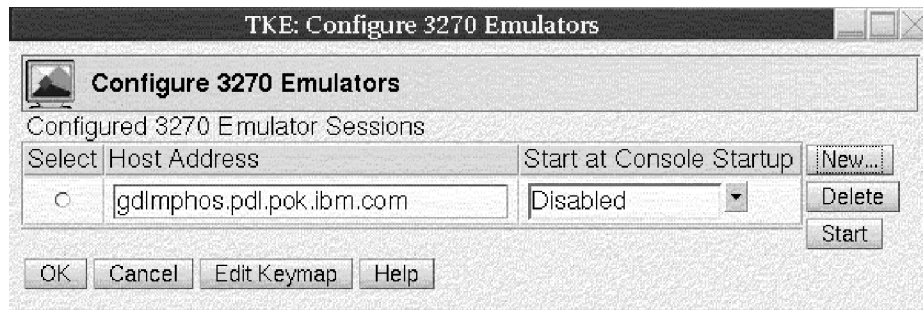 TKE: Configure 3270 Emulators
Configure 3270 Emulators
Configured 3270 Emulator Sessions
Select Host Address Start at Console Startup New...
gdlmphos.pdl.pok.ibm.com Disabled Delete
Start
OK Cancel Edit Keymap Help